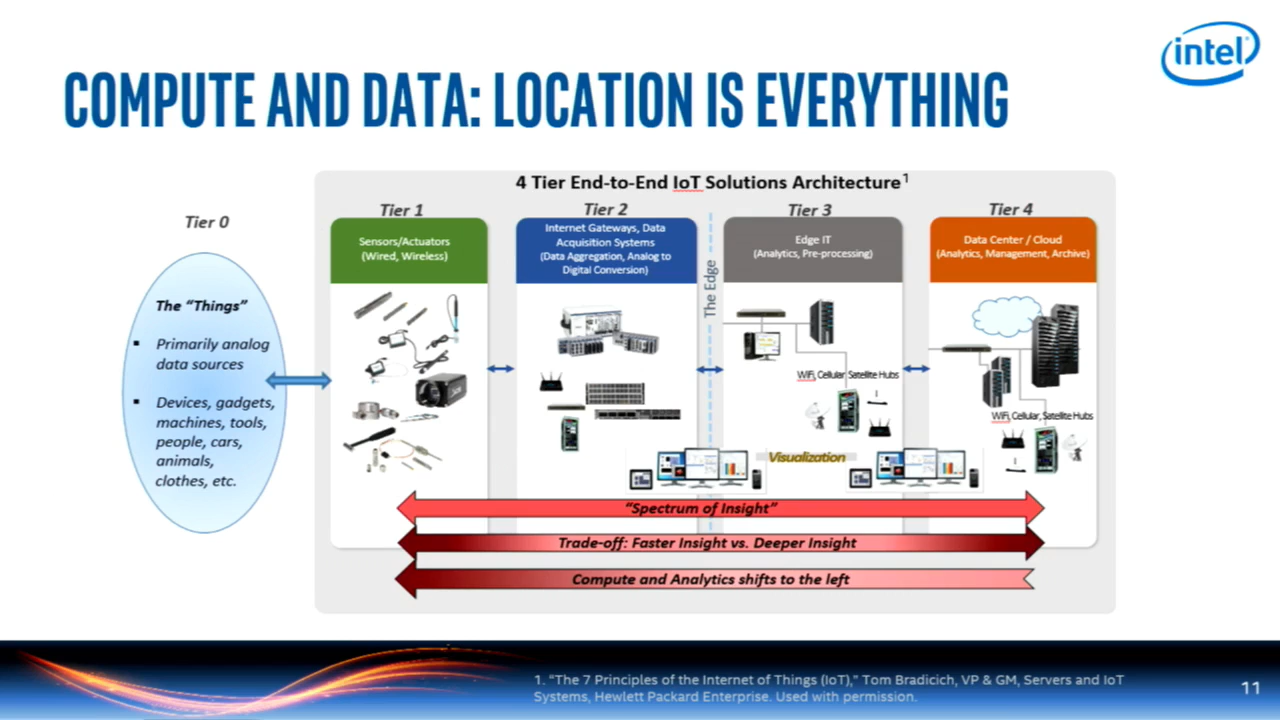 intel
COMPUTE AND DATA: LOCATION IS EVERYTHING
4 Tier End-to-End IoT Solutions Architecture1
Tier 0
The “Things”
▪ Primarily analog
data sources
▪ Devices, gadgets,
machines, tools,
people, cars,
animals,
clothes, etc.
Tier 1
Sensors/Actuators
(Wired, Wireless)
Tier 2
Internet Gateways, Data
Acquisition Systems
(Data Aggregation, Analog to
Digital Conversion)
The Edge
Tier 3
Edge IT
(Analytics, Pre-processing)
WiFi, Cellular, Satellite Hubs
Tier 4
Data Center / Cloud
(Analytics, Management, Archive)
WiFi, Cellular, Satellite Hubs
Visualization
“Spectrum of Insight”
Trade-off: Faster Insight vs. Deeper Insight
Compute and Analytics shifts to the left
1. “The 7 Principles of the Internet of Things (IoT),” Tom Bradicich, VP & GM, Servers and IoT
Systems, Hewlett Packard Enterprise. Used with permission.
11